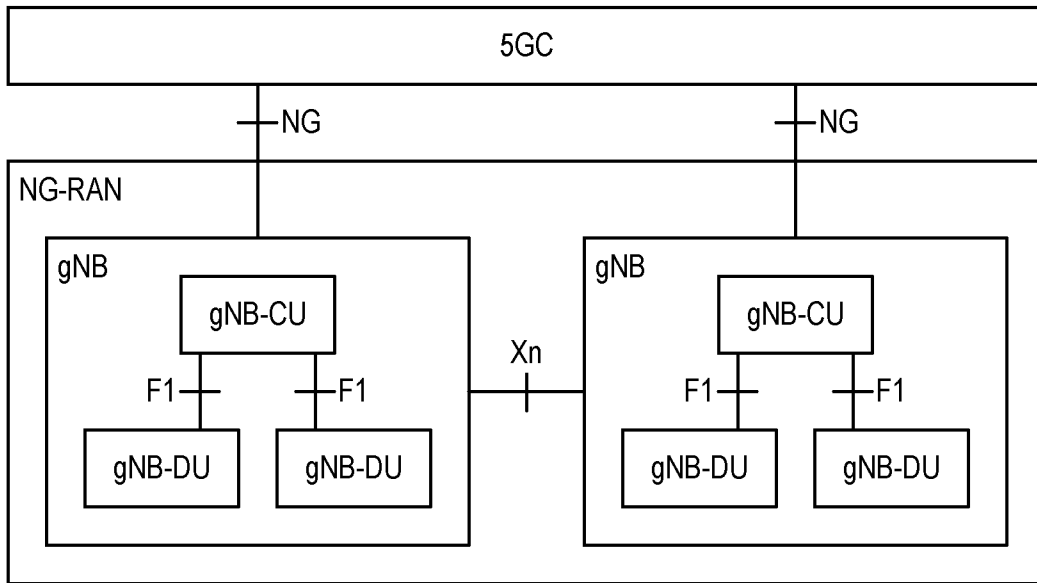 5GC
NG
NG
NG-RAN
gNB
gNB
gNB-CU
gNB-CU
Xn
F1
F1
F1
F1
gNB-DU
gNB-DU
gNB-DU
gNB-DU